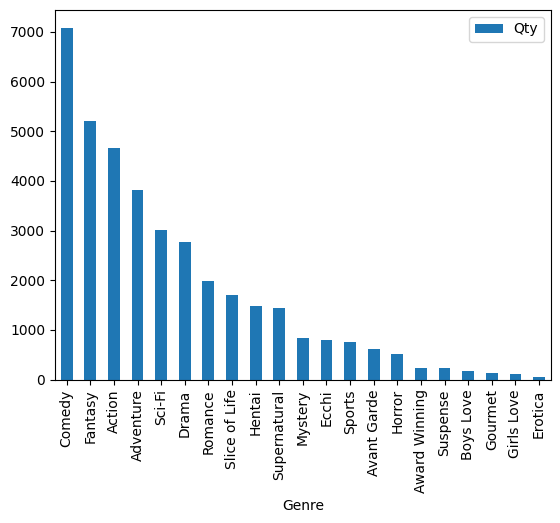 Qty
7000
6000
5000
4000
3000
2000
1000
0
Comedy
Fantasy
Action
Adventure
Sci-Fi
Drama
Romance
Slice of Life
Hentai
Supernatural
Mystery
Ecchi
Sports
Avant Garde
Horror
Award Winning
Suspense
Boys Love
Gourmet
Girls Love
Erotica
Genre